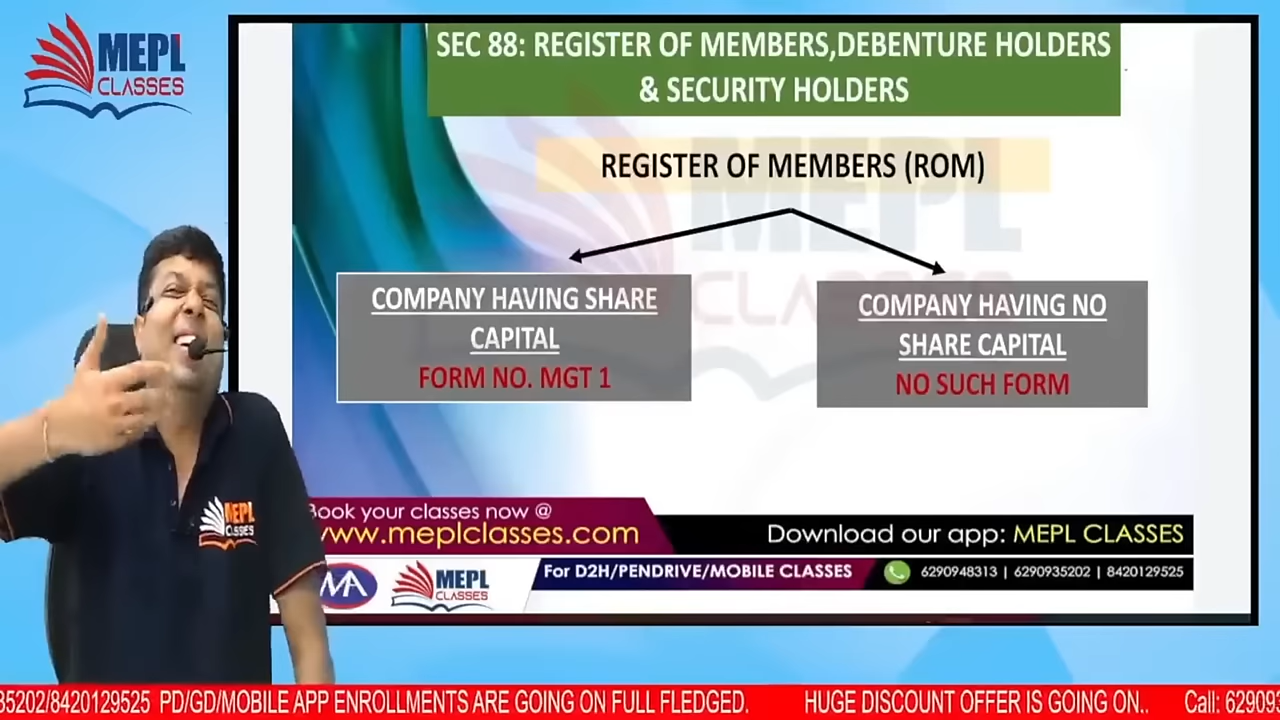 MEPL
CLASSES
SEC 88: REGISTER OF MEMBERS,DEBENTURE HOLDERS
& SECURITY HOLDERS
REGISTER OF MEMBERS (ROM)
MEPL
CLASSES
COMPANY HAVING SHARE
CAPITAL
FORM NO. MGT 1
COMPANY HAVING NO
SHARE CAPITAL
NO SUCH FORM
MEPL
CLASSES
Book your classes now @
www.meplclasses.com
Download our app: MEPL CLASSES
MA
MEPL
CLASSES
For D2H/PENDRIVE/MOBILE CLASSES
6290948313 | 6290935202 | 8420129525
35202/8420129525 PD/GD/MOBILE APP ENROLLMENTS ARE GOING ON FULL FLEDGED. HUGE DISCOUNT OFFER IS GOING ON.. Call: 629093